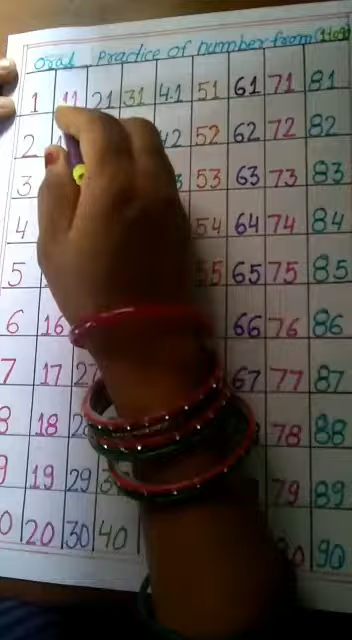 Oral Practice of number from (1to9
1 11 21 31 41 51 61 71 81
2 42 52 62 72 82
3 53 63 73 83
4 54 64 74 84
5 55 65 75 85
6 16 66 76 86
7 17 27 67 77 87
8 18 78 88
9 19 29 79 89
20 30 40 90